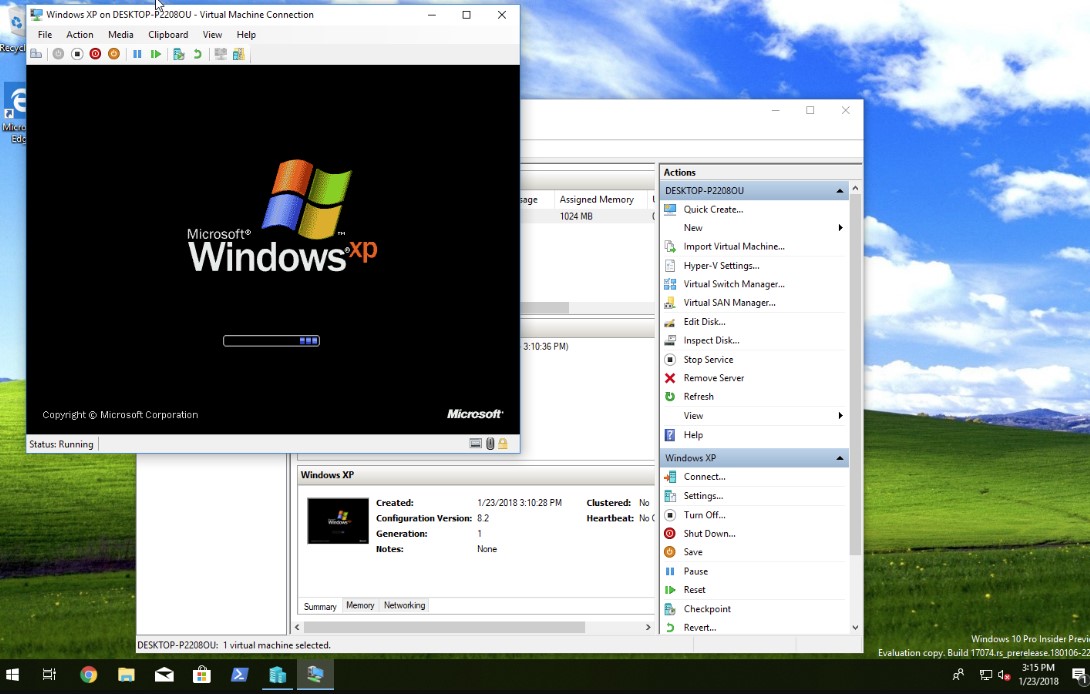 Windows XP on DESKTOP-P2208OU - Virtual Machine Connection
File Action Media Clipboard View Help
Microsoft®
Windows® xp ™
Copyright © Microsoft Corporation
Microsoft®
Status: Running
Assigned Memory
1024 MB
3:10:36 PM)
Windows XP
Created: 1/23/2018 3:10:28 PM Clustered: No
Configuration Version: 8.2 Heartbeat: No
Generation: 1
Notes: None
Summary Memory Networking
DESKTOP-P2208OU: 1 virtual machine selected.
Actions
DESKTOP-P2208OU
Quick Create...
New
Import Virtual Machine...
Hyper-V Settings...
Virtual Switch Manager...
Virtual SAN Manager...
Edit Disk...
Inspect Disk...
Stop Service
Remove Server
Refresh
View
Help
Windows XP
Connect...
Settings...
Turn Off...
Shut Down...
Save
Pause
Reset
Checkpoint
Revert...
Windows 10 Pro Insider Previe
Evaluation copy. Build 17074.rs_prerelease.180106-22
3:15 PM
1/23/2018